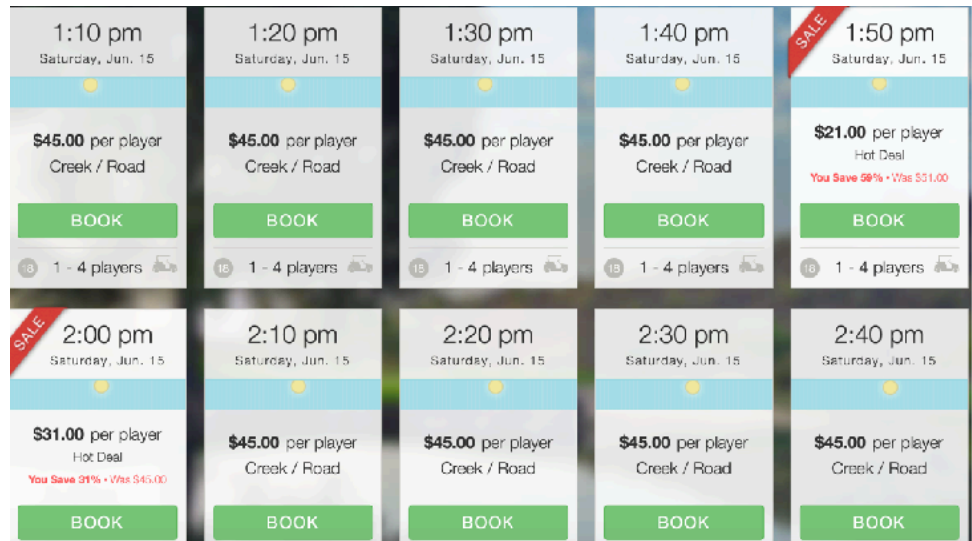 1:10 pm
Saturday, Jun. 15
$45.00 per player
Creek / Road
BOOK
18 1 - 4 players
1:20 pm
Saturday, Jun. 15
$45.00 per player
Creek / Road
BOOK
18 1 - 4 players
1:30 pm
Saturday, Jun. 15
$45.00 per player
Creek / Road
BOOK
18 1 - 4 players
1:40 pm
Saturday, Jun. 15
$45.00 per player
Creek / Road
BOOK
18 1 - 4 players
SALE
1:50 pm
Saturday, Jun. 15
$21.00 per player
Hot Deal
You Save 59% • Was $51.00
BOOK
18 1 - 4 players
SALE
2:00 pm
Saturday, Jun. 15
$31.00 per player
Hot Deal
You Save 31% • Was $45.00
BOOK
2:10 pm
Saturday, Jun. 15
$45.00 per player
Creek / Road
BOOK
2:20 pm
Saturday, Jun. 15
$45.00 per player
Creek / Road
BOOK
2:30 pm
Saturday, Jun. 15
$45.00 per player
Creek / Road
BOOK
2:40 pm
Saturday, Jun. 15
$45.00 per player
Creek / Road
BOOK